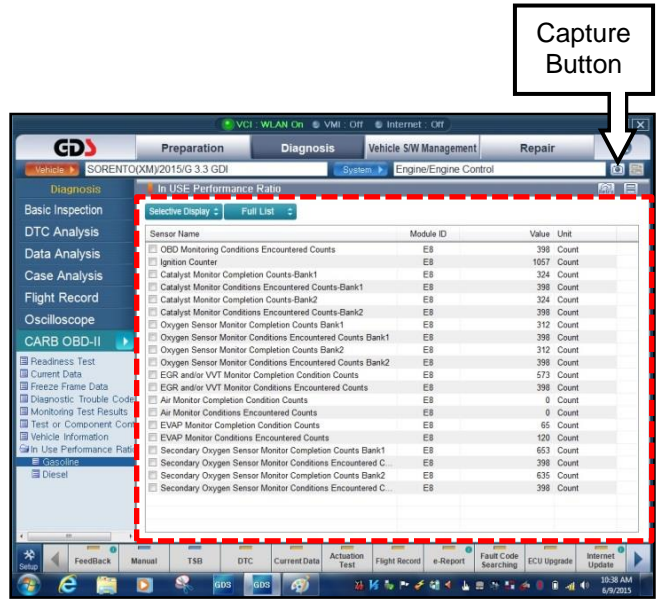 Capture
Button
VCI : WLAN On VMI : Off Internet : Off
GDS Preparation Diagnosis Vehicle S/W Management Repair
Vehicle SORENTO(XM)/2015/G 3.3 GDI System Engine/Engine Control
Diagnosis In USE Performance Ratio
Basic Inspection Selective Display Full List
DTC Analysis
Data Analysis
Case Analysis
Flight Record
Oscilloscope
CARB OBD-II
Readiness Test
Current Data
Freeze Frame Data
Diagnostic Trouble Code
Monitoring Test Results
Test or Component Cont
Vehicle Information
In Use Performance Ratio
Gasoline
Diesel
Sensor Name Module ID Value Unit
OBD Monitoring Conditions Encountered Counts E8 398 Count
Ignition Counter E8 1057 Count
Catalyst Monitor Completion Counts-Bank1 E8 324 Count
Catalyst Monitor Conditions Encountered Counts-Bank1 E8 398 Count
Catalyst Monitor Completion Counts-Bank2 E8 324 Count
Catalyst Monitor Conditions Encountered Counts-Bank2 E8 398 Count
Oxygen Sensor Monitor Completion Counts Bank1 E8 312 Count
Oxygen Sensor Monitor Conditions Encountered Counts Bank1 E8 398 Count
Oxygen Sensor Monitor Completion Counts Bank2 E8 312 Count
Oxygen Sensor Monitor Conditions Encountered Counts Bank2 E8 398 Count
EGR and/or VVT Monitor Completion Condition Counts E8 573 Count
EGR and/or VVT Monitor Conditions Encountered Counts E8 398 Count
Air Monitor Completion Condition Counts E8 0 Count
Air Monitor Conditions Encountered Counts E8 0 Count
EVAP Monitor Completion Condition Counts E8 65 Count
EVAP Monitor Conditions Encountered Counts E8 120 Count
Secondary Oxygen Sensor Monitor Completion Counts Bank1 E8 653 Count
Secondary Oxygen Sensor Monitor Conditions Encountered C... E8 398 Count
Secondary Oxygen Sensor Monitor Completion Counts Bank2 E8 635 Count
Secondary Oxygen Sensor Monitor Conditions Encountered C... E8 398 Count
Setup FeedBack Manual TSB DTC Current Data Actuation Test Flight Record e-Report Fault Code Searching ECU Upgrade Internet Update
GDS GDS 10:38 AM
6/9/2015